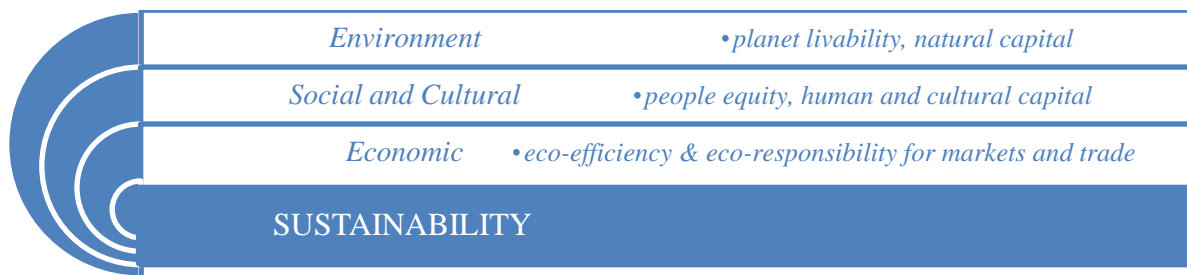 Environment •planet livability, natural capital
Social and Cultural •people equity, human and cultural capital
Economic •eco-efficiency & eco-responsibility for markets and trade
SUSTAINABILITY